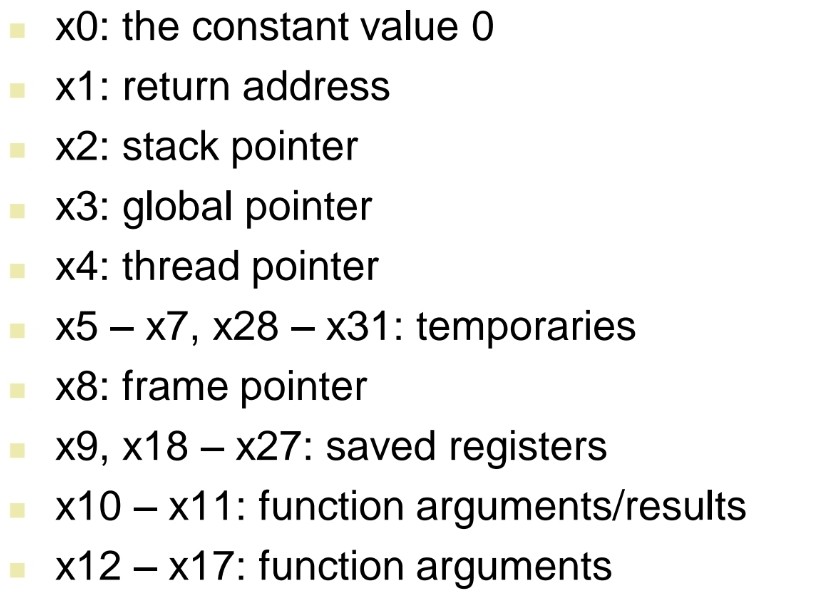 x0: the constant value 0
x1: return address
x2: stack pointer
x3: global pointer
x4: thread pointer
x5 – x7, x28 – x31: temporaries
x8: frame pointer
x9, x18 – x27: saved registers
x10 – x11: function arguments/results
x12 – x17: function arguments